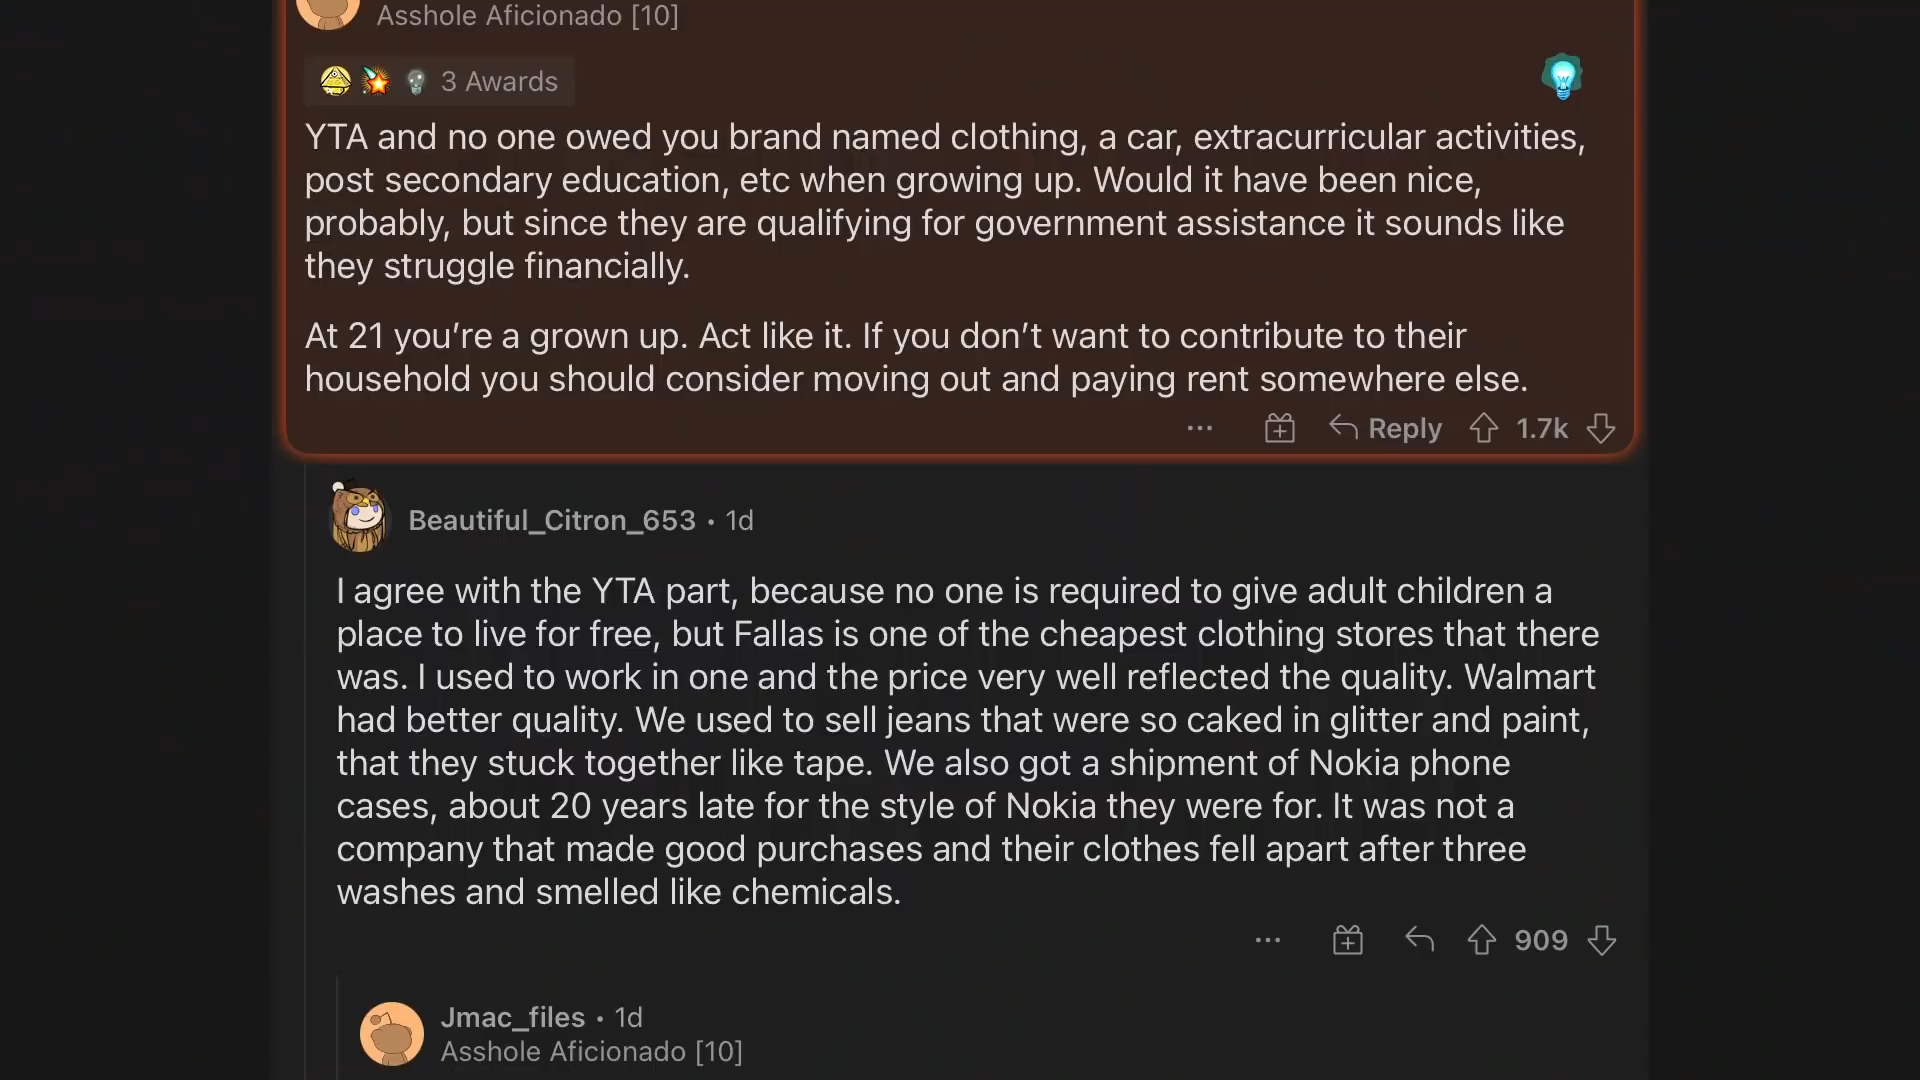 Asshole Aficionado [10]
3 Awards
YTA and no one owed you brand named clothing, a car, extracurricular activities,
post secondary education, etc when growing up. Would it have been nice,
probably, but since they are qualifying for government assistance it sounds like
they struggle financially.
At 21 you’re a grown up. Act like it. If you don’t want to contribute to their
household you should consider moving out and paying rent somewhere else.
... Reply 1.7k
Beautiful_Citron_653 • 1d
I agree with the YTA part, because no one is required to give adult children a
place to live for free, but Fallas is one of the cheapest clothing stores that there
was. I used to work in one and the price very well reflected the quality. Walmart
had better quality. We used to sell jeans that were so caked in glitter and paint,
that they stuck together like tape. We also got a shipment of Nokia phone
cases, about 20 years late for the style of Nokia they were for. It was not a
company that made good purchases and their clothes fell apart after three
washes and smelled like chemicals.
... 909
Jmac_files • 1d
Asshole Aficionado [10]